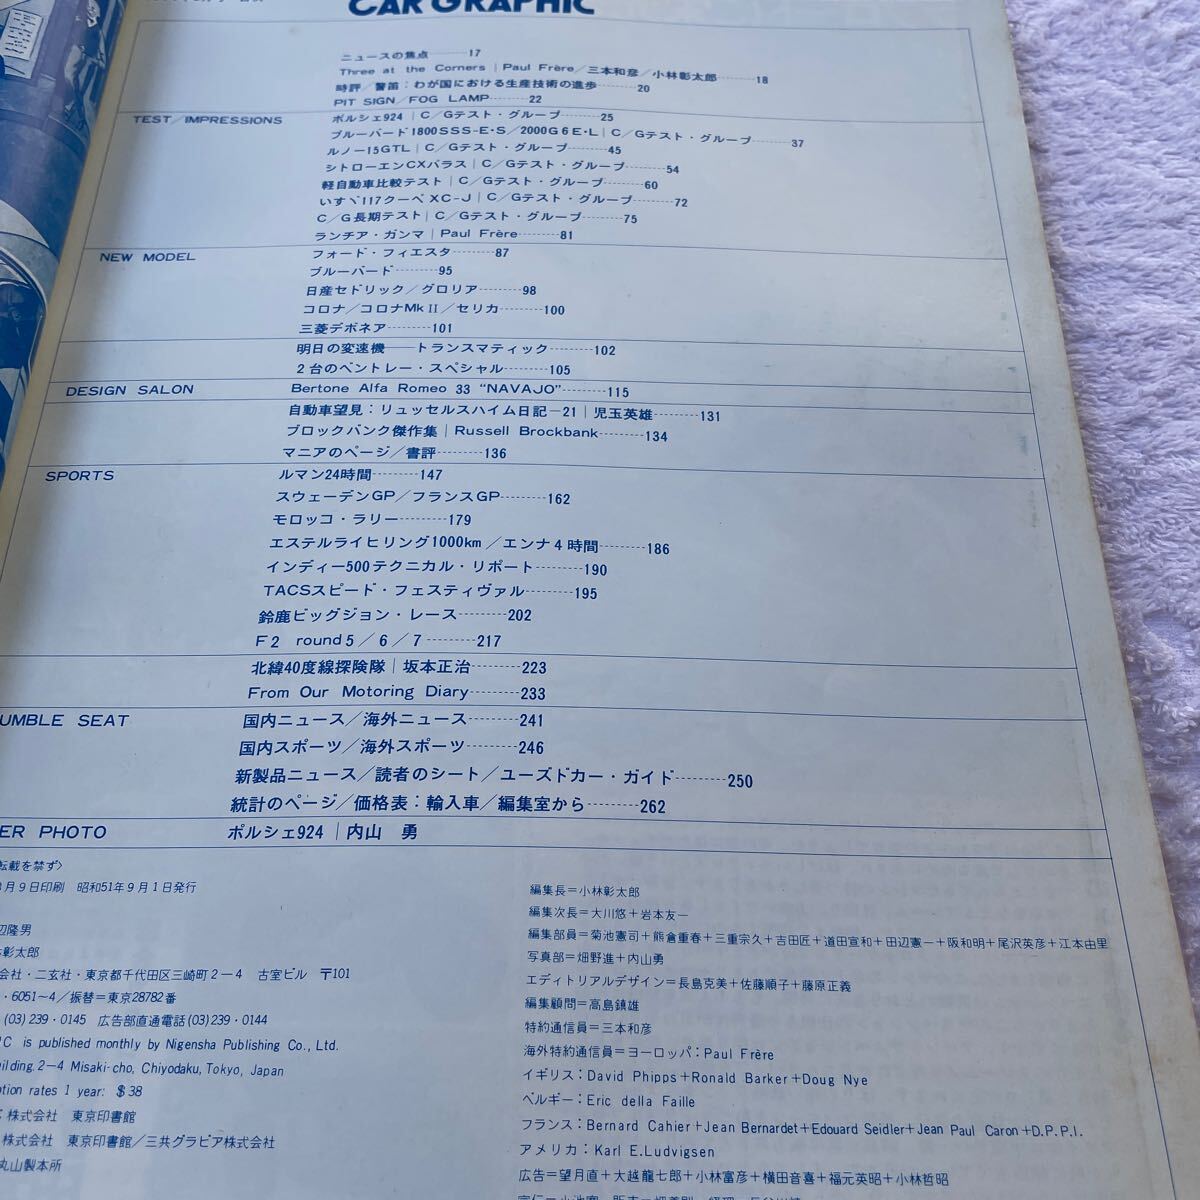 CAR GRAPHIC
ニュースの焦点………17
Three at the Corners | Paul Frère／三本和彦／小林彰太郎………18
時評／警笛：わが国における生産技術の進歩………20
PIT SIGN／FOG LAMP………22
TEST／IMPRESSIONS ポルシェ924 | C／Gテスト・グループ………25
ブルーバード1800SSS-E・S／2000G6E・L | C／Gテスト・グループ………37
ルノー15GTL | C／Gテスト・グループ………45
シトローエンCXパラス | C／Gテスト・グループ………54
軽自動車比較テスト | C／Gテスト・グループ………60
いすゞ117クーペXC-J | C／Gテスト・グループ………72
C／G長期テスト | C／Gテスト・グループ………75
ランチア・ガンマ | Paul Frère………81
NEW MODEL フォード・フィエスタ………87
ブルーバード………95
日産セドリック／グロリア………98
コロナ／コロナMkⅡ／セリカ………100
三菱デボネア………101
明日の変速機——トランスマティック………102
2台のベントレー・スペシャル………105
DESIGN SALON Bertone Alfa Romeo 33 “NAVAJO”………115
自動車望見：リュッセルスハイム日記－21 | 児玉英雄………131
ブロックバンク傑作集 | Russell Brockbank………134
マニアのページ／書評………136
SPORTS ルマン24時間………147
スウェーデンGP／フランスGP………162
モロッコ・ラリー………179
エステルライヒリング1000km／エンナ4時間………186
インディー500テクニカル・リポート………190
TACSスピード・フェスティヴァル………195
鈴鹿ビッグジョン・レース………202
F2 round5／6／7………217
北緯40度線探険隊 | 坂本正治………223
From Our Motoring Diary………233
UMBLE SEAT 国内ニュース／海外ニュース………241
国内スポーツ／海外スポーツ………246
新製品ニュース／読者のシート／ユーズドカー・ガイド………250
統計のページ／価格表：輸入車／編集室から………262
ER PHOTO ポルシェ924 | 内山 勇
転載を禁ず〉
月9日印刷 昭和51年9月1日発行
辺隆男
彰太郎
会社・二玄社・東京都千代田区三崎町2－4 古室ビル 〒101
・6051～4／振替＝東京28782番
(03)239・0145 広告部直通電話(03)239・0144
IC is published monthly by Nigensha Publishing Co., Ltd.
uilding. 2-4 Misaki-cho, Chiyodaku, Tokyo, Japan
ption rates 1 year: $38
株式会社 東京印書館
株式会社 東京印書館／三共グラビア株式会社
丸山製本所
編集長＝小林彰太郎
編集次長＝大川悠＋岩本友一
編集部員＝菊池憲司＋熊倉重春＋三重宗久＋吉田匠＋道田宣和＋田辺憲一＋阪和明＋尾沢英彦＋江本由里
写真部＝畑野進＋内山勇
エディトリアルデザイン＝長島克美＋佐藤順子＋藤原正義
編集顧問＝高島鎮雄
特約通信員＝三本和彦
海外特約通信員＝ヨーロッパ：Paul Frère
イギリス：David Phipps＋Ronald Barker＋Doug Nye
ベルギー：Eric della Faille
フランス：Bernard Cahier＋Jean Bernardet＋Edouard Seidler＋Jean Paul Caron＋D.P.P.I.
アメリカ：Karl E.Ludvigsen
広告＝望月直＋大越龍七郎＋小林富彦＋横田音喜＋福元英昭＋小林哲昭